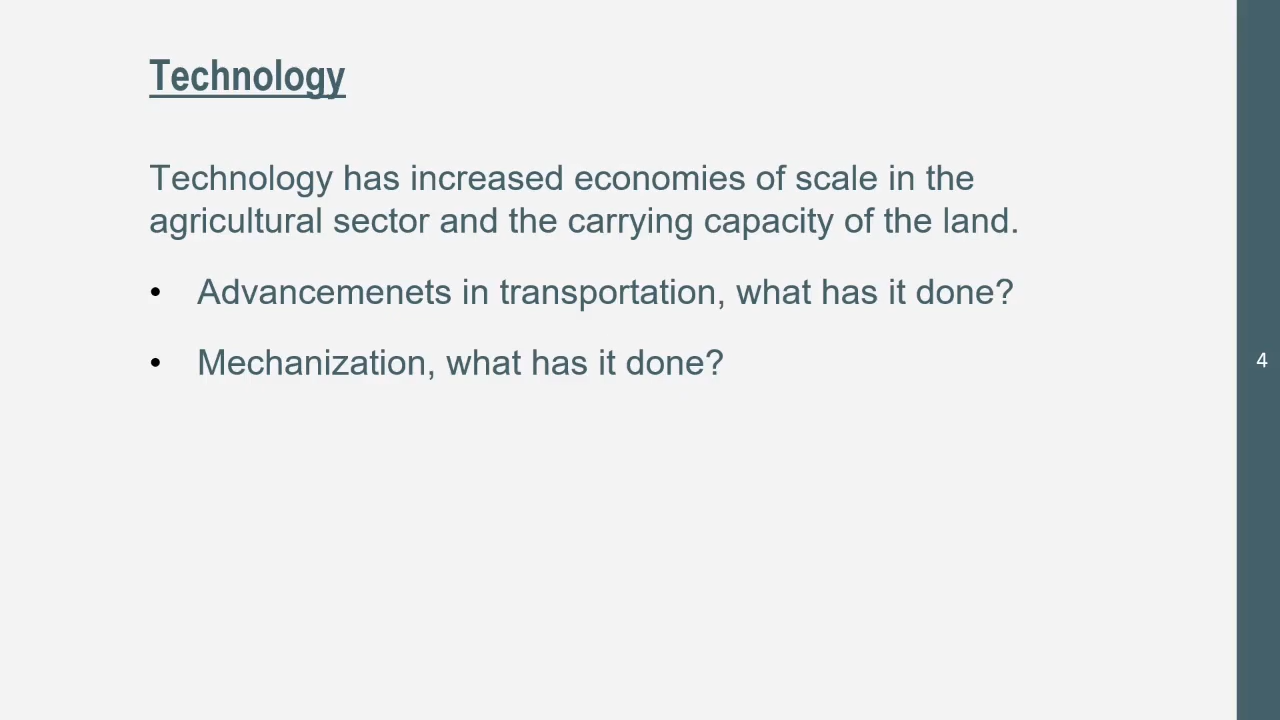 Technology
Technology has increased economies of scale in the
agricultural sector and the carrying capacity of the land.
• Advancemenets in transportation, what has it done?
• Mechanization, what has it done?
4